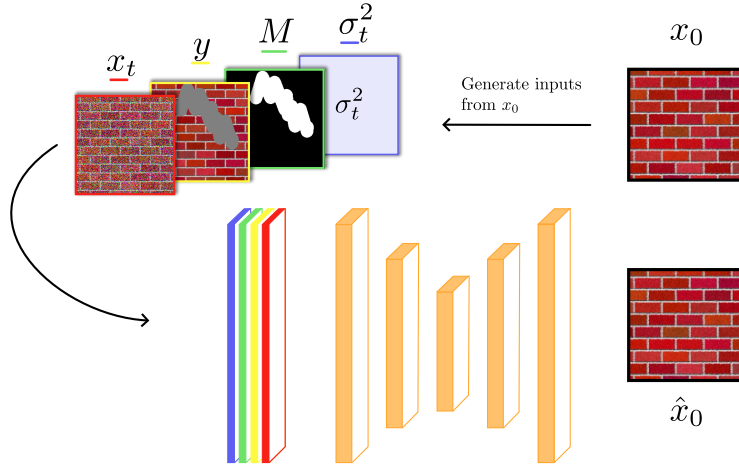 x_t
y
M
σ_t^2
x_0
σ_t^2
Generate inputs
from x_0
x̂_0